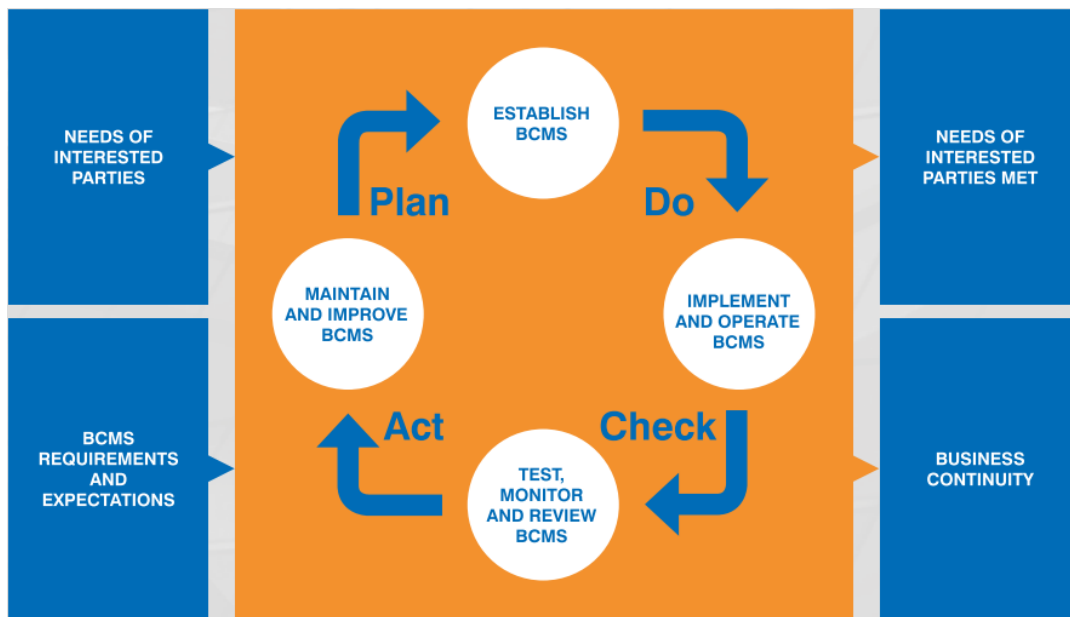 NEEDS OF
INTERESTED
PARTIES
BCMS
REQUIREMENTS
AND
EXPECTATIONS
ESTABLISH
BCMS
Plan
Do
MAINTAIN
AND IMPROVE
BCMS
IMPLEMENT
AND OPERATE
BCMS
Act
Check
TEST,
MONITOR
AND REVIEW
BCMS
NEEDS OF
INTERESTED
PARTIES MET
BUSINESS
CONTINUITY